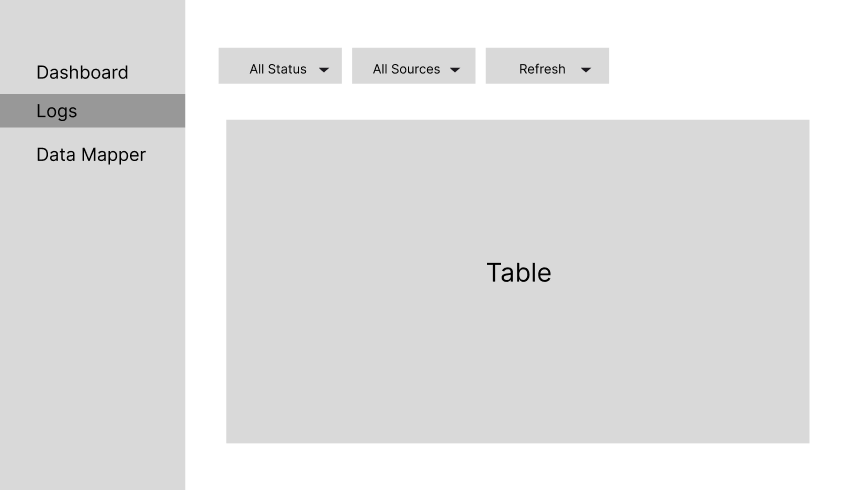 Dashboard
Logs
Data Mapper
All Status
All Sources
Refresh
Table